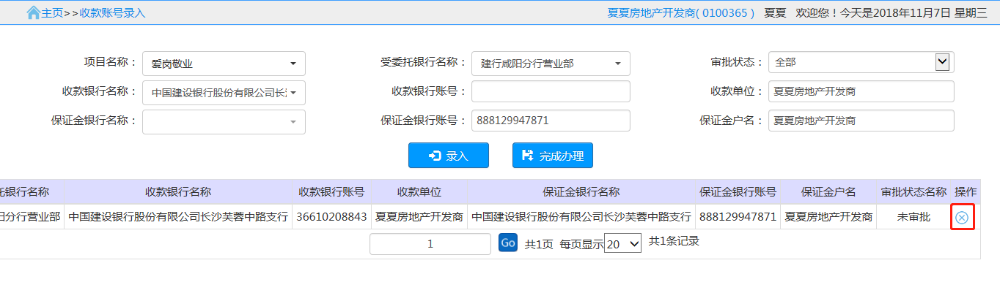 主页>>收款账号录入 夏夏房地产开发商( 0100365 ) 夏夏 欢迎您！今天是2018年11月7日 星期三
项目名称： 爱岗敬业 受委托银行名称： 建行咸阳分行营业部 审批状态： 全部
收款银行名称： 中国建设银行股份有限公司长 收款银行账号： 收款单位： 夏夏房地产开发商
保证金银行名称： 保证金银行账号： 888129947871 保证金户名： 夏夏房地产开发商
录入 完成办理
托银行名称 收款银行名称 收款银行账号 收款单位 保证金银行名称 保证金银行账号 保证金户名 审批状态名称 操作
阳分行营业部 中国建设银行股份有限公司长沙芙蓉中路支行 36610208843 夏夏房地产开发商 中国建设银行股份有限公司长沙芙蓉中路支行 888129947871 夏夏房地产开发商 未审批
1 Go 共1页 每页显示 20 共1条记录